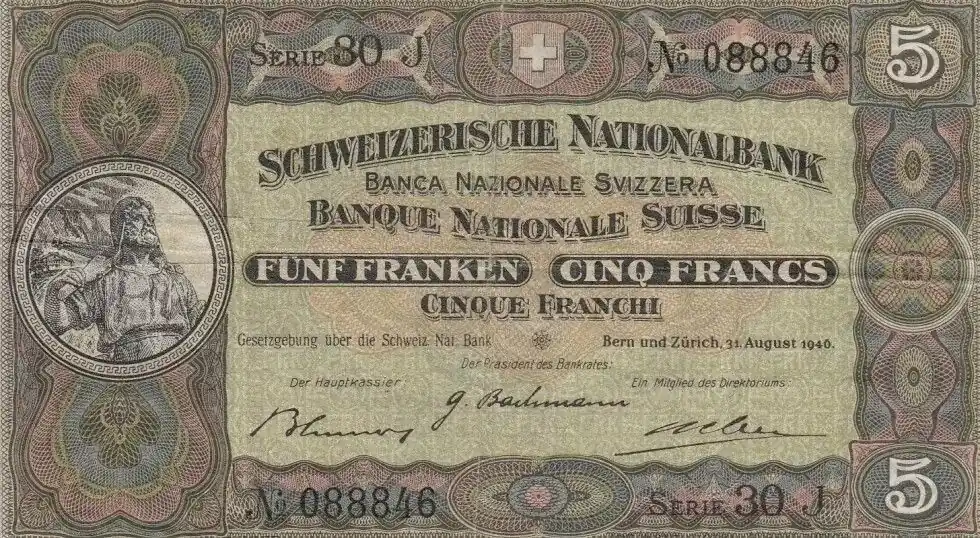 SERIE 30 J
№ 088846
5
SCHWEIZERISCHE NATIONALBANK
BANCA NAZIONALE SVIZZERA
BANQUE NATIONALE SUISSE
FÜNF FRANKEN CINQ FRANCS
CINQUE FRANCHI
Gesetzgebung über die Schweiz. Nat. Bank
Bern und Zürich, 31. August 1946.
Der Präsident des Bankrates:
Der Hauptkassier:
Ein Mitglied des Direktoriums:
G. Bachmann
№ 088846
SERIE 30 J
5